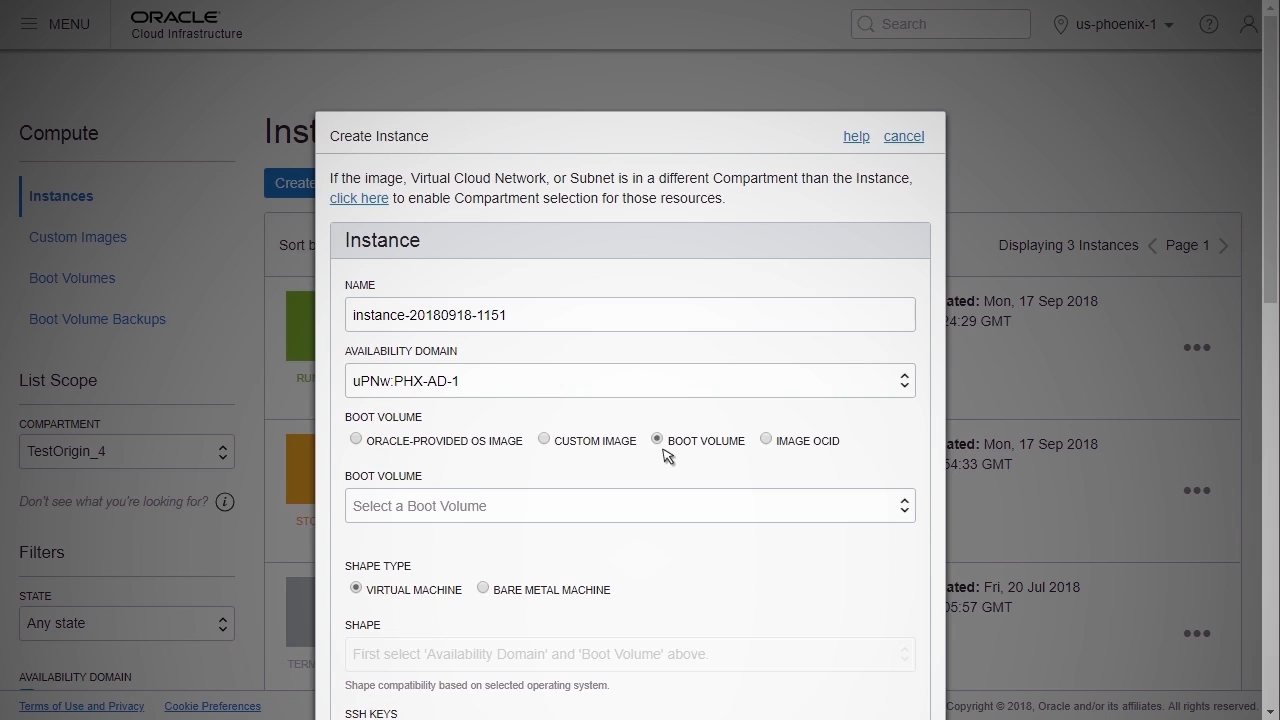 MENU
ORACLE
Cloud Infrastructure
Search
us-phoenix-1
Compute
Instances
Custom Images
Boot Volumes
Boot Volume Backups
List Scope
COMPARTMENT
TestOrigin_4
Don't see what you're looking for?
Filters
STATE
Any state
AVAILABILITY DOMAIN
Inst
Create
Sort b
Displaying 3 Instances
Page 1
RU
ated: Mon, 17 Sep 2018
24:29 GMT
STO
ated: Mon, 17 Sep 2018
54:33 GMT
TERM
ated: Fri, 20 Jul 2018
05:57 GMT
Create Instance
help
cancel
If the image, Virtual Cloud Network, or Subnet is in a different Compartment than the Instance,
click here to enable Compartment selection for those resources.
Instance
NAME
instance-20180918-1151
AVAILABILITY DOMAIN
uPNw:PHX-AD-1
BOOT VOLUME
ORACLE-PROVIDED OS IMAGE
CUSTOM IMAGE
BOOT VOLUME
IMAGE OCID
BOOT VOLUME
Select a Boot Volume
SHAPE TYPE
VIRTUAL MACHINE
BARE METAL MACHINE
SHAPE
First select 'Availability Domain' and 'Boot Volume' above.
Shape compatibility based on selected operating system.
SSH KEYS
Terms of Use and Privacy
Cookie Preferences
Copyright © 2018, Oracle and/or its affiliates. All rights reserved.